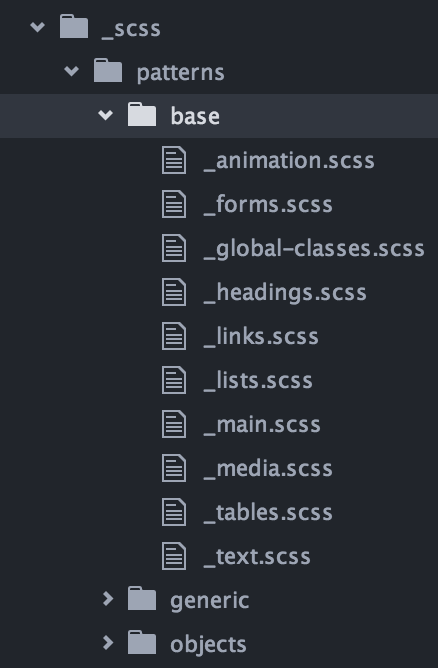 _scss
patterns
base
_animation.scss
_forms.scss
_global-classes.scss
_headings.scss
_links.scss
_lists.scss
_main.scss
_media.scss
_tables.scss
_text.scss
generic
objects